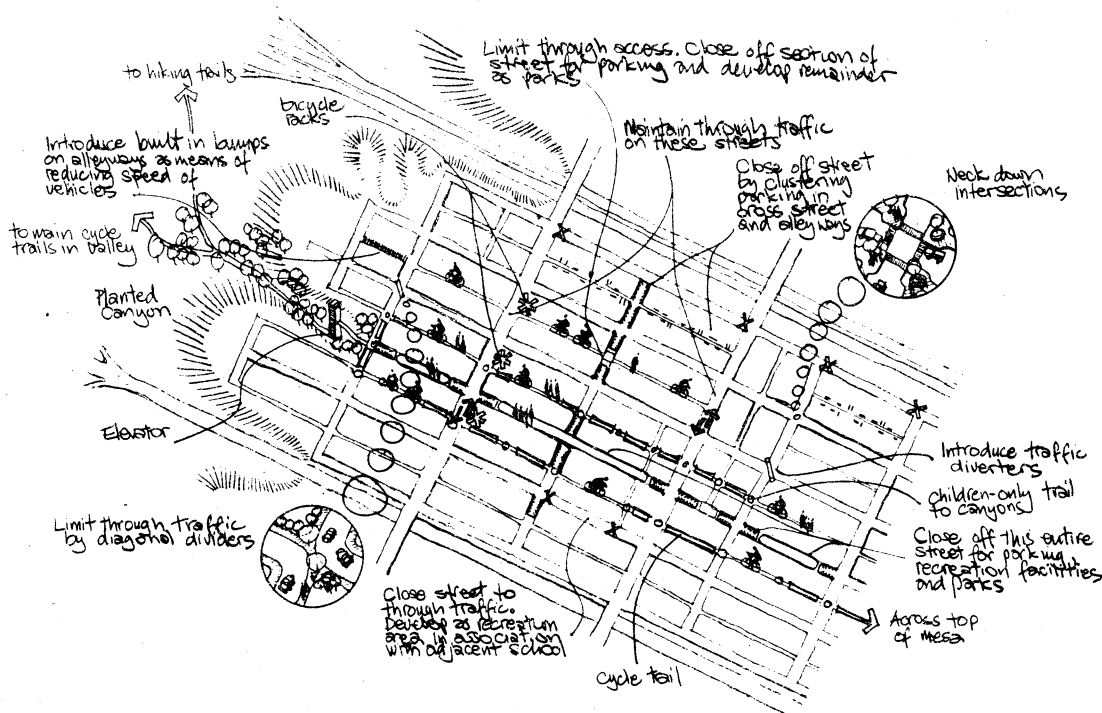 Limit through access. Close off section of
street for parking and develop remainder
as parks
to hiking trails
bicycle
racks
Introduce built in bumps
on alleyways as means of
reducing speed of
vehicles
Maintain through traffic
on these streets
Close off street
by clustering
parking in
cross street
and alleyways
Neck down
intersections
to main cycle
trails in valley
Planted
Canyon
Elevator
Introduce traffic
diverters
children-only trail
to canyons
Limit through traffic
by diagonal dividers
Close off this entire
street for parking,
recreation facilities
and parks
Close street to
through traffic.
Develop as recreation
area in association
with adjacent school
Across top
of mesa
cycle trail